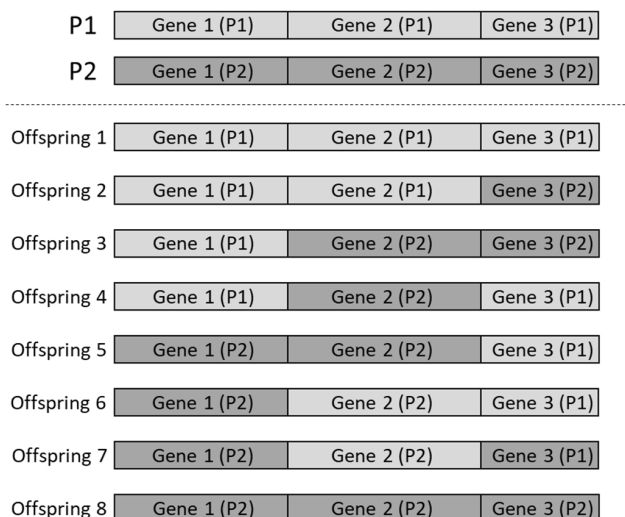 P1 Gene 1 (P1) Gene 2 (P1) Gene 3 (P1)
P2 Gene 1 (P2) Gene 2 (P2) Gene 3 (P2)
Offspring 1 Gene 1 (P1) Gene 2 (P1) Gene 3 (P1)
Offspring 2 Gene 1 (P1) Gene 2 (P1) Gene 3 (P2)
Offspring 3 Gene 1 (P1) Gene 2 (P2) Gene 3 (P2)
Offspring 4 Gene 1 (P1) Gene 2 (P2) Gene 3 (P1)
Offspring 5 Gene 1 (P2) Gene 2 (P2) Gene 3 (P1)
Offspring 6 Gene 1 (P2) Gene 2 (P2) Gene 3 (P1)
Offspring 7 Gene 1 (P2) Gene 2 (P2) Gene 3 (P1)
Offspring 8 Gene 1 (P2) Gene 2 (P2) Gene 3 (P2)